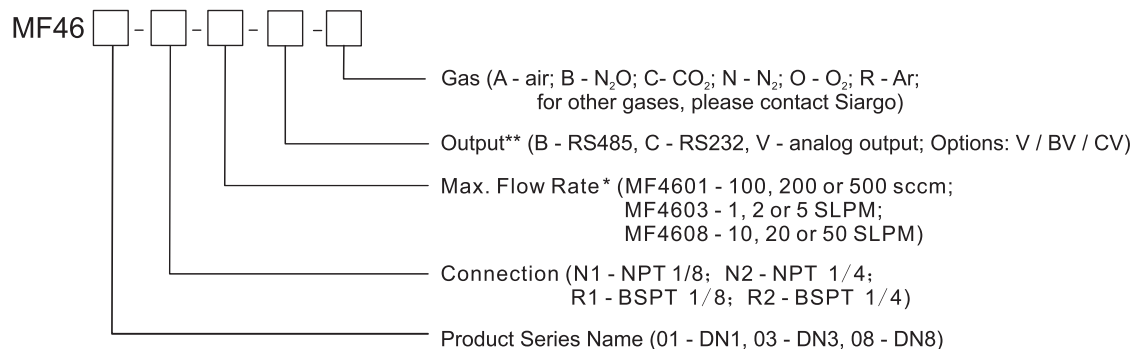 MF46 - - - -
Gas (A - air; B - N₂O; C- CO₂; N - N₂; O - O₂; R - Ar;
for other gases, please contact Siargo)
Output** (B - RS485, C - RS232, V - analog output; Options: V / BV / CV)
Max. Flow Rate* (MF4601 - 100, 200 or 500 sccm;
MF4603 - 1, 2 or 5 SLPM;
MF4608 - 10, 20 or 50 SLPM)
Connection (N1 - NPT 1/8; N2 - NPT 1/4;
R1 - BSPT 1/8; R2 - BSPT 1/4)
Product Series Name (01 - DN1, 03 - DN3, 08 - DN8)